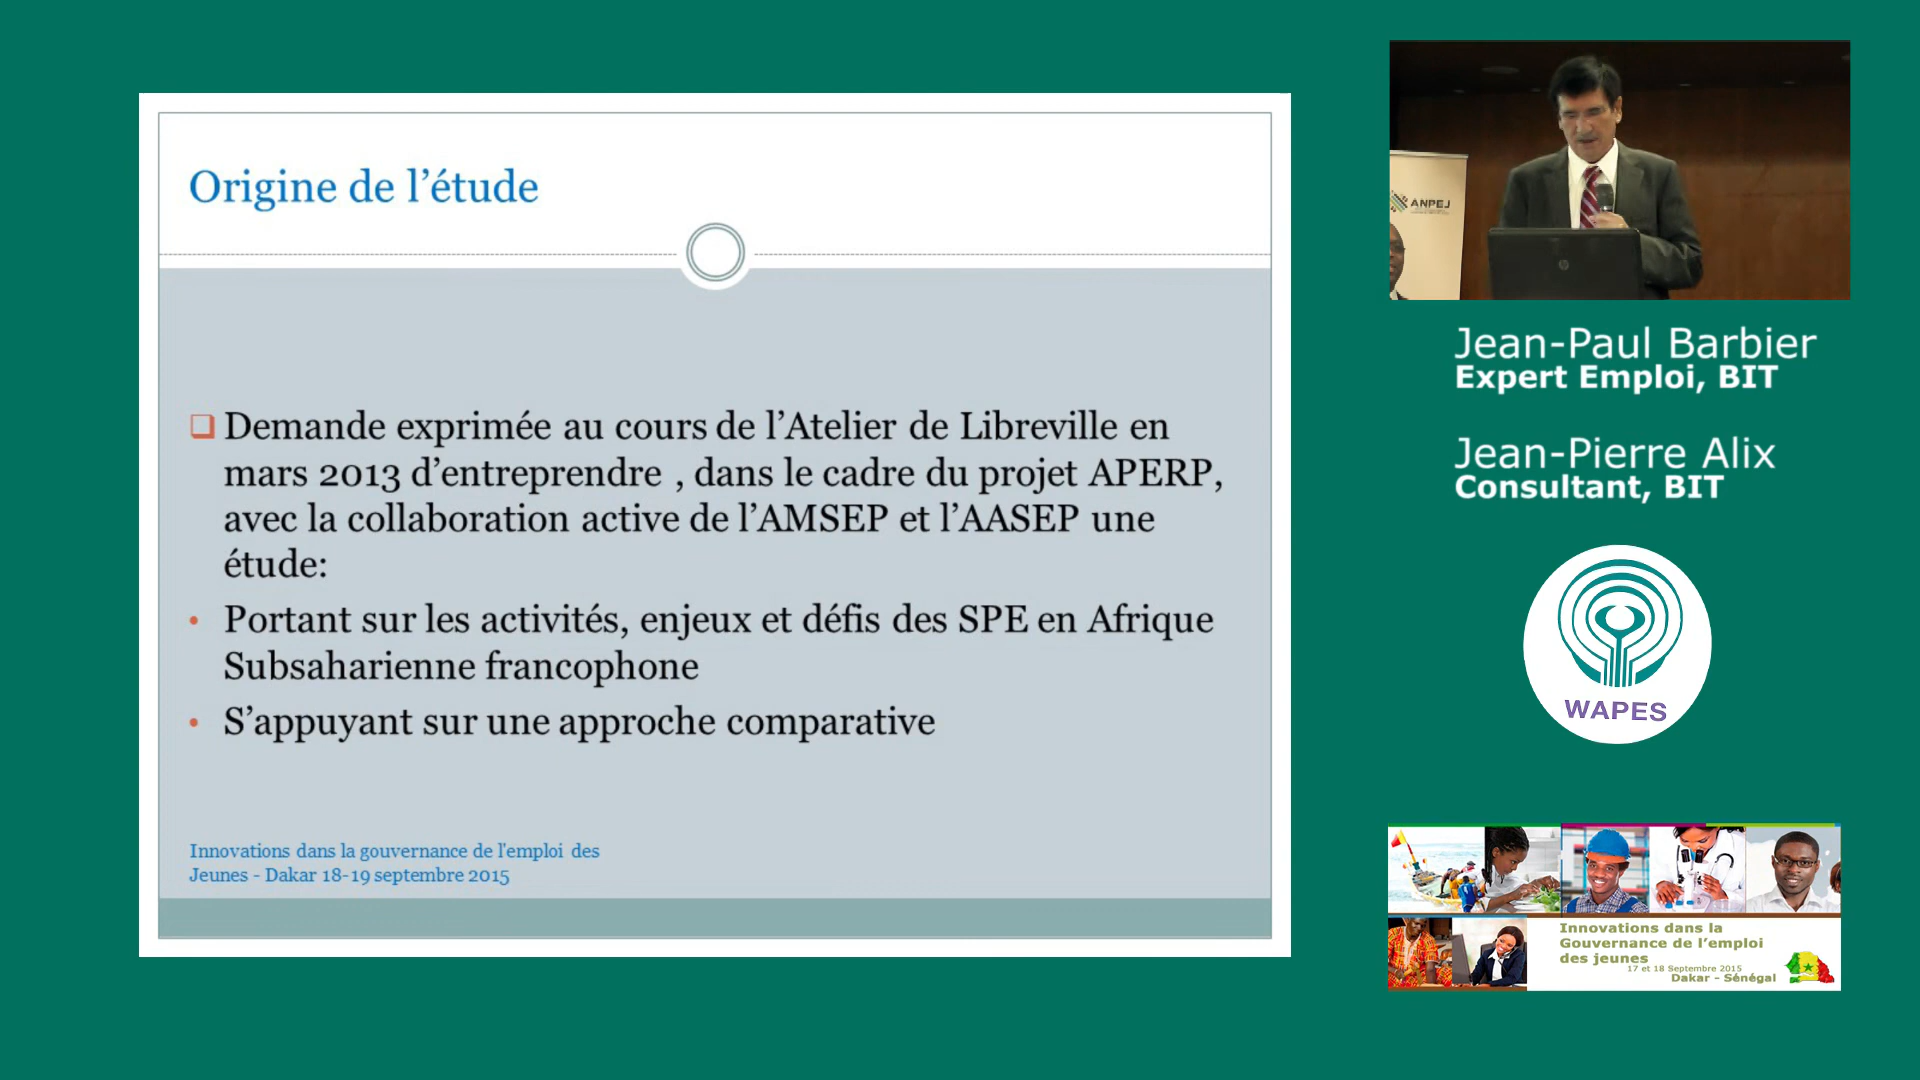 Origine de l’étude
❑ Demande exprimée au cours de l’Atelier de Libreville en
mars 2013 d’entreprendre , dans le cadre du projet APERP,
avec la collaboration active de l’AMSEP et l’AASEP une
étude:
• Portant sur les activités, enjeux et défis des SPE en Afrique
Subsaharienne francophone
• S’appuyant sur une approche comparative
Innovations dans la gouvernance de l'emploi des
Jeunes - Dakar 18-19 septembre 2015
ANPEJ
Jean-Paul Barbier
Expert Emploi, BIT
Jean-Pierre Alix
Consultant, BIT
WAPES
Innovations dans la
Gouvernance de l’emploi
des jeunes
17 et 18 Septembre 2015
Dakar - Sénégal